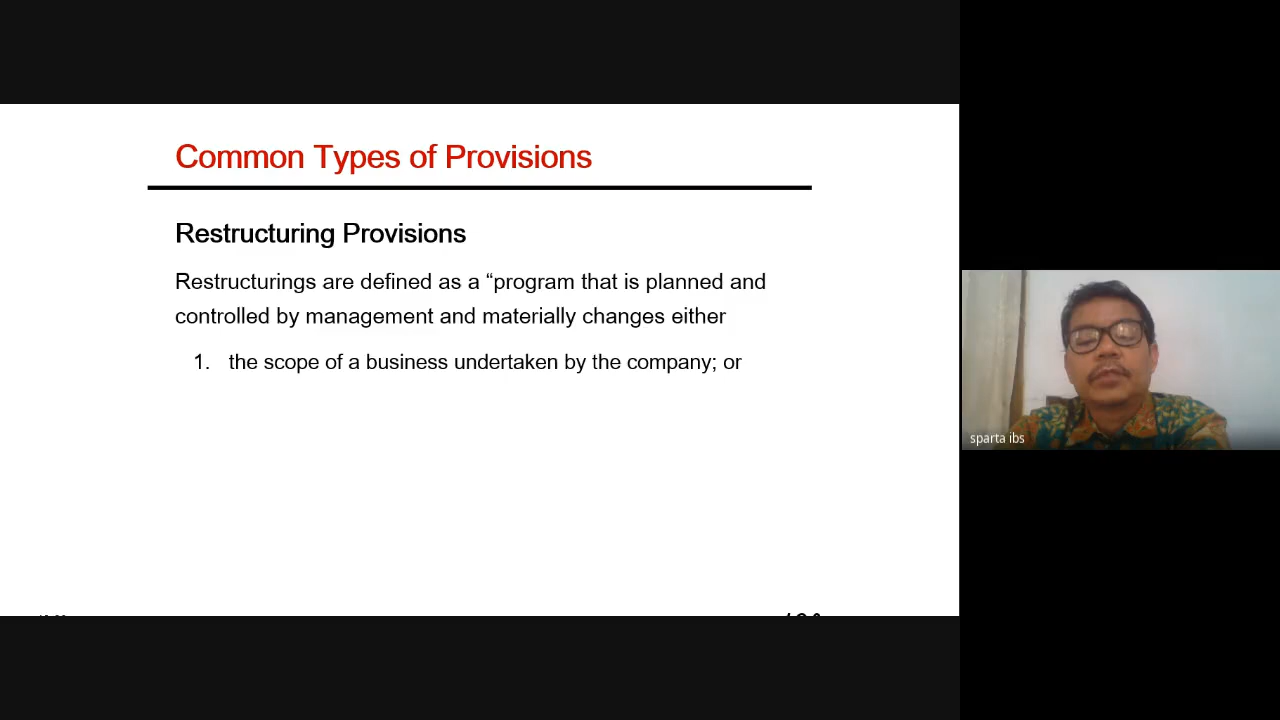 Common Types of Provisions
Restructuring Provisions
Restructurings are defined as a “program that is planned and
controlled by management and materially changes either
1. the scope of a business undertaken by the company; or
sparta ibs